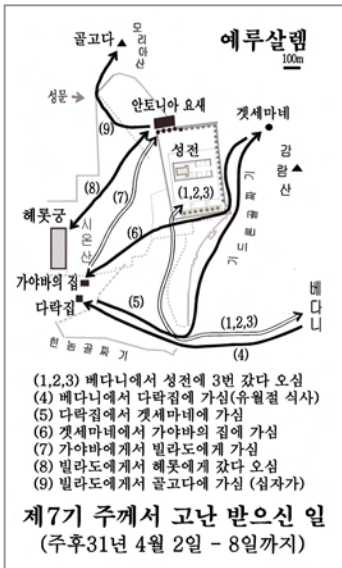 예루살렘
100m
골고다
모리아산
성문
안토니아 요새
겟세마네
(9)
성전
감람산
(8)
(7)
(1,2,3)
헤롯궁
시온산
(6)
기드론골짜기
가야바의 집
다락집
(5)
베다니
(1,2,3)
(4)
힌놈골짜기
(1,2,3) 베다니에서 성전에 3번 갔다 오심
(4) 베다니에서 다락집에 가심(유월절 식사)
(5) 다락집에서 겟세마네에 가심
(6) 겟세마네에서 가야바의 집에 가심
(7) 가야바에게서 빌라도에게 가심
(8) 빌라도에게서 헤롯에게 갔다 오심
(9) 빌라도에게서 골고다에 가심 (십자가)
제7기 주께서 고난 받으신 일
(주후31년 4월 2일 - 8일까지)